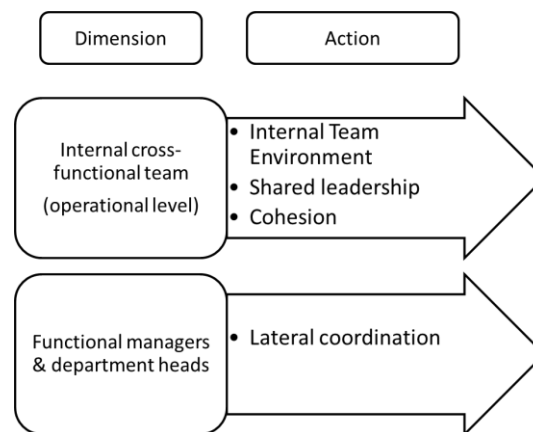 Dimension
Action
Internal cross-
functional team
(operational level)
• Internal Team
Environment
• Shared leadership
• Cohesion
Functional managers
& department heads
• Lateral coordination